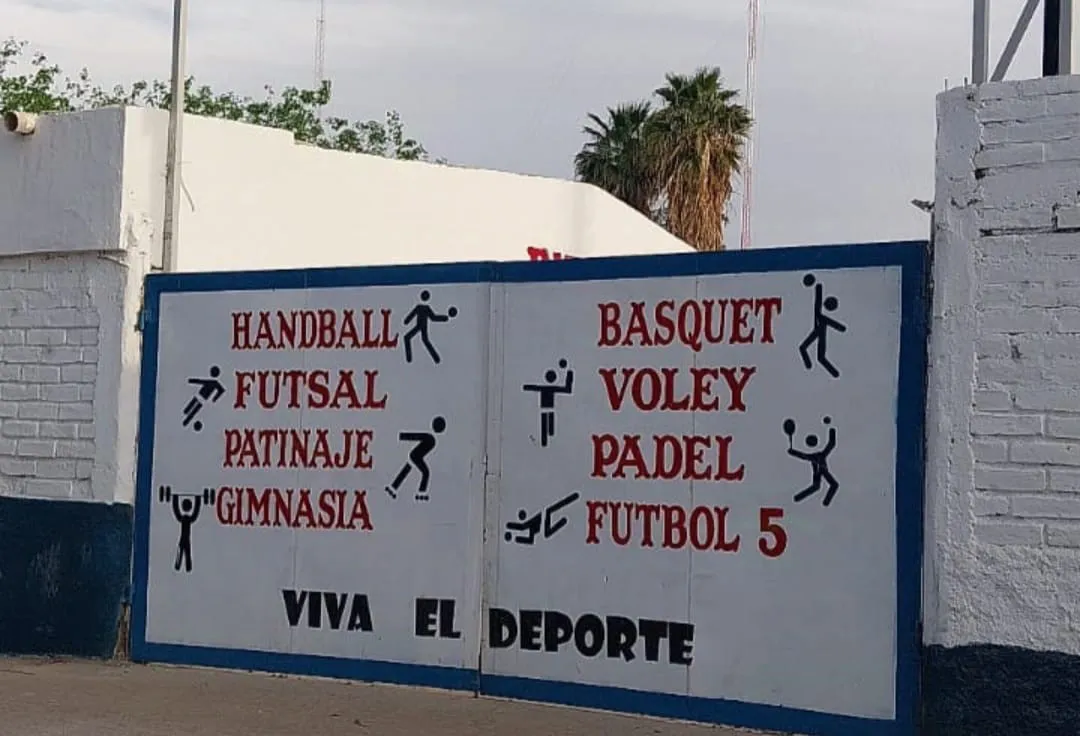 HANDBALL
FUTSAL
PATINAJE
GIMNASIA
BASQUET
VOLEY
PADEL
FUTBOL 5
VIVA EL DEPORTE